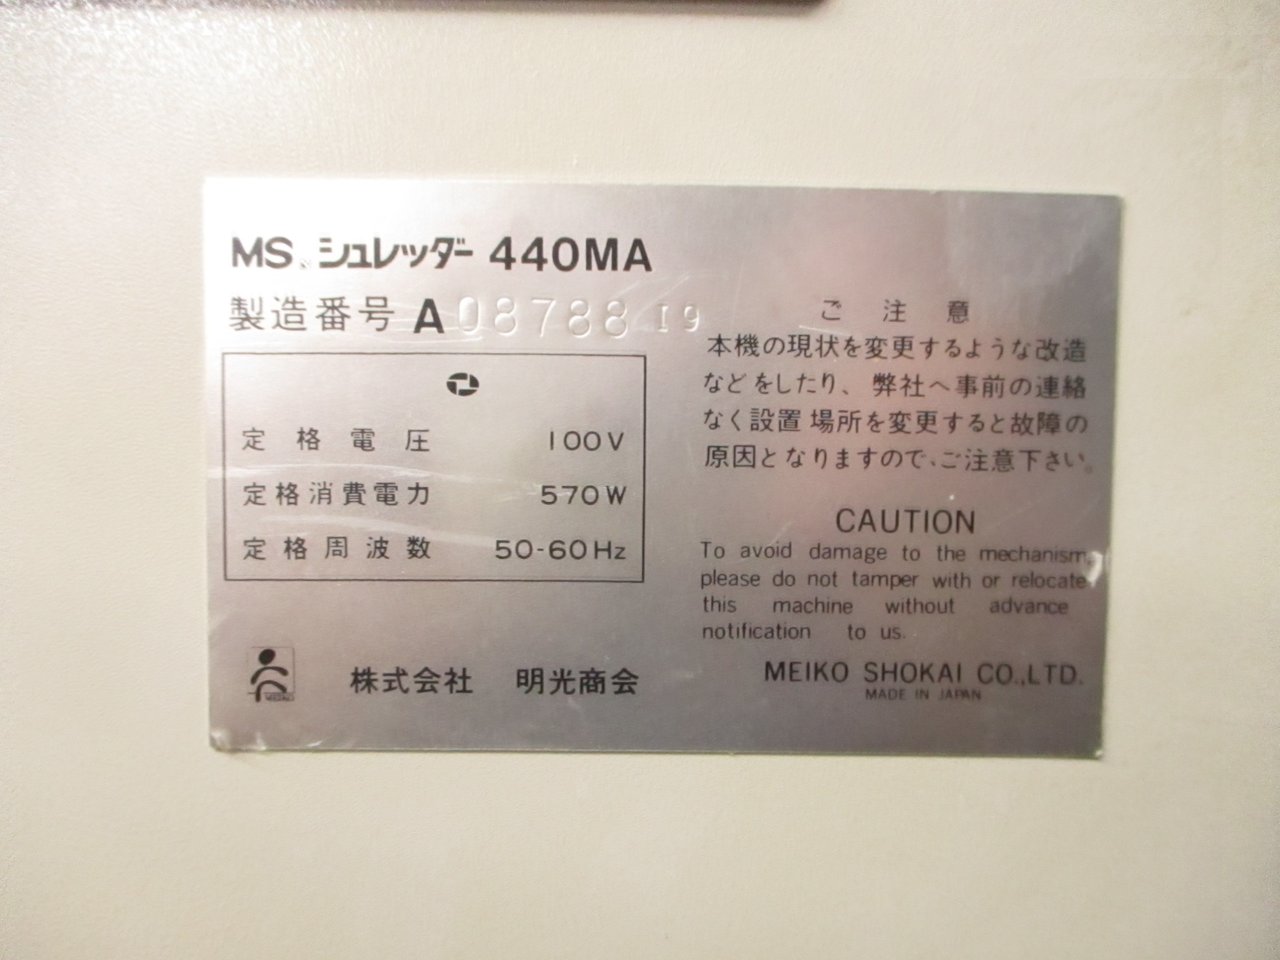 MS シュレッダー 440MA
製造番号 A 08788 I9
定格電圧 100V
定格消費電力 570W
定格周波数 50-60Hz
株式会社 明光商会
ご注意
本機の現状を変更するような改造
などをしたり、弊社へ事前の連絡
なく設置場所を変更すると故障の
原因となりますので、ご注意下さい。
CAUTION
To avoid damage to the mechanism,
please do not tamper with or relocate
this machine without advance
notification to us.
MEIKO SHOKAI CO.,LTD.
MADE IN JAPAN